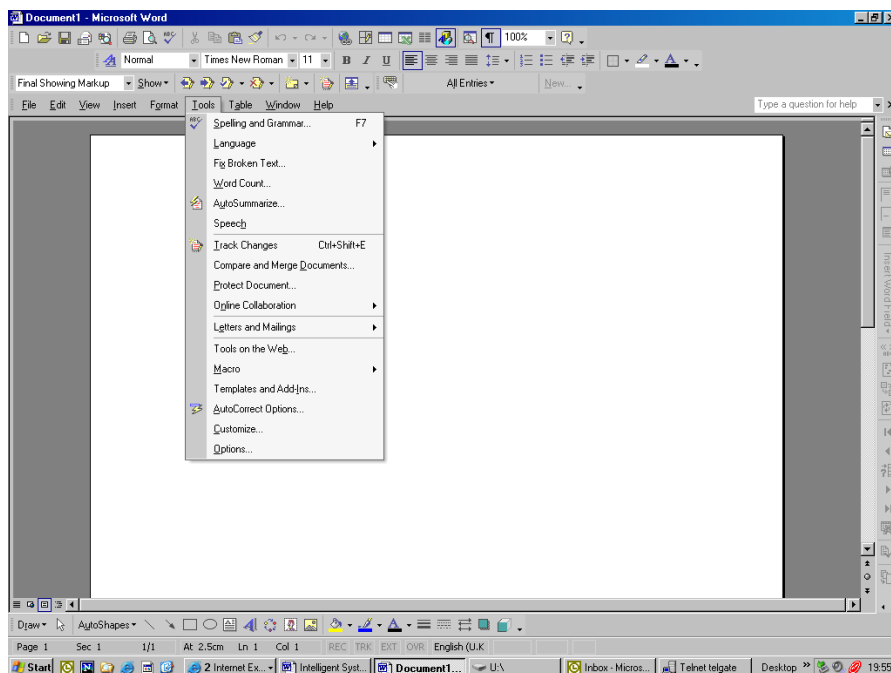 Document1 - Microsoft Word
100%
Normal Times New Roman 11 B I U A
Final Showing Markup Show All Entries New...
File Edit View Insert Format Tools Table Window Help Type a question for help
Spelling and Grammar... F7
Language
Fix Broken Text...
Word Count...
AutoSummarize...
Speech
Track Changes Ctrl+Shift+E
Compare and Merge Documents...
Protect Document...
Online Collaboration
Letters and Mailings
Tools on the Web...
Macro
Templates and Add-Ins...
AutoCorrect Options...
Customize...
Options...
Insert Word Field
Draw AutoShapes A
Page 1 Sec 1 1/1 At 2.5cm Ln 1 Col 1 REC TRK EXT OVR English (U.K
Start 2 Internet Ex... Intelligent Syst... Document1... U:\ Inbox - Micros... Telnet telgate Desktop » 19:55